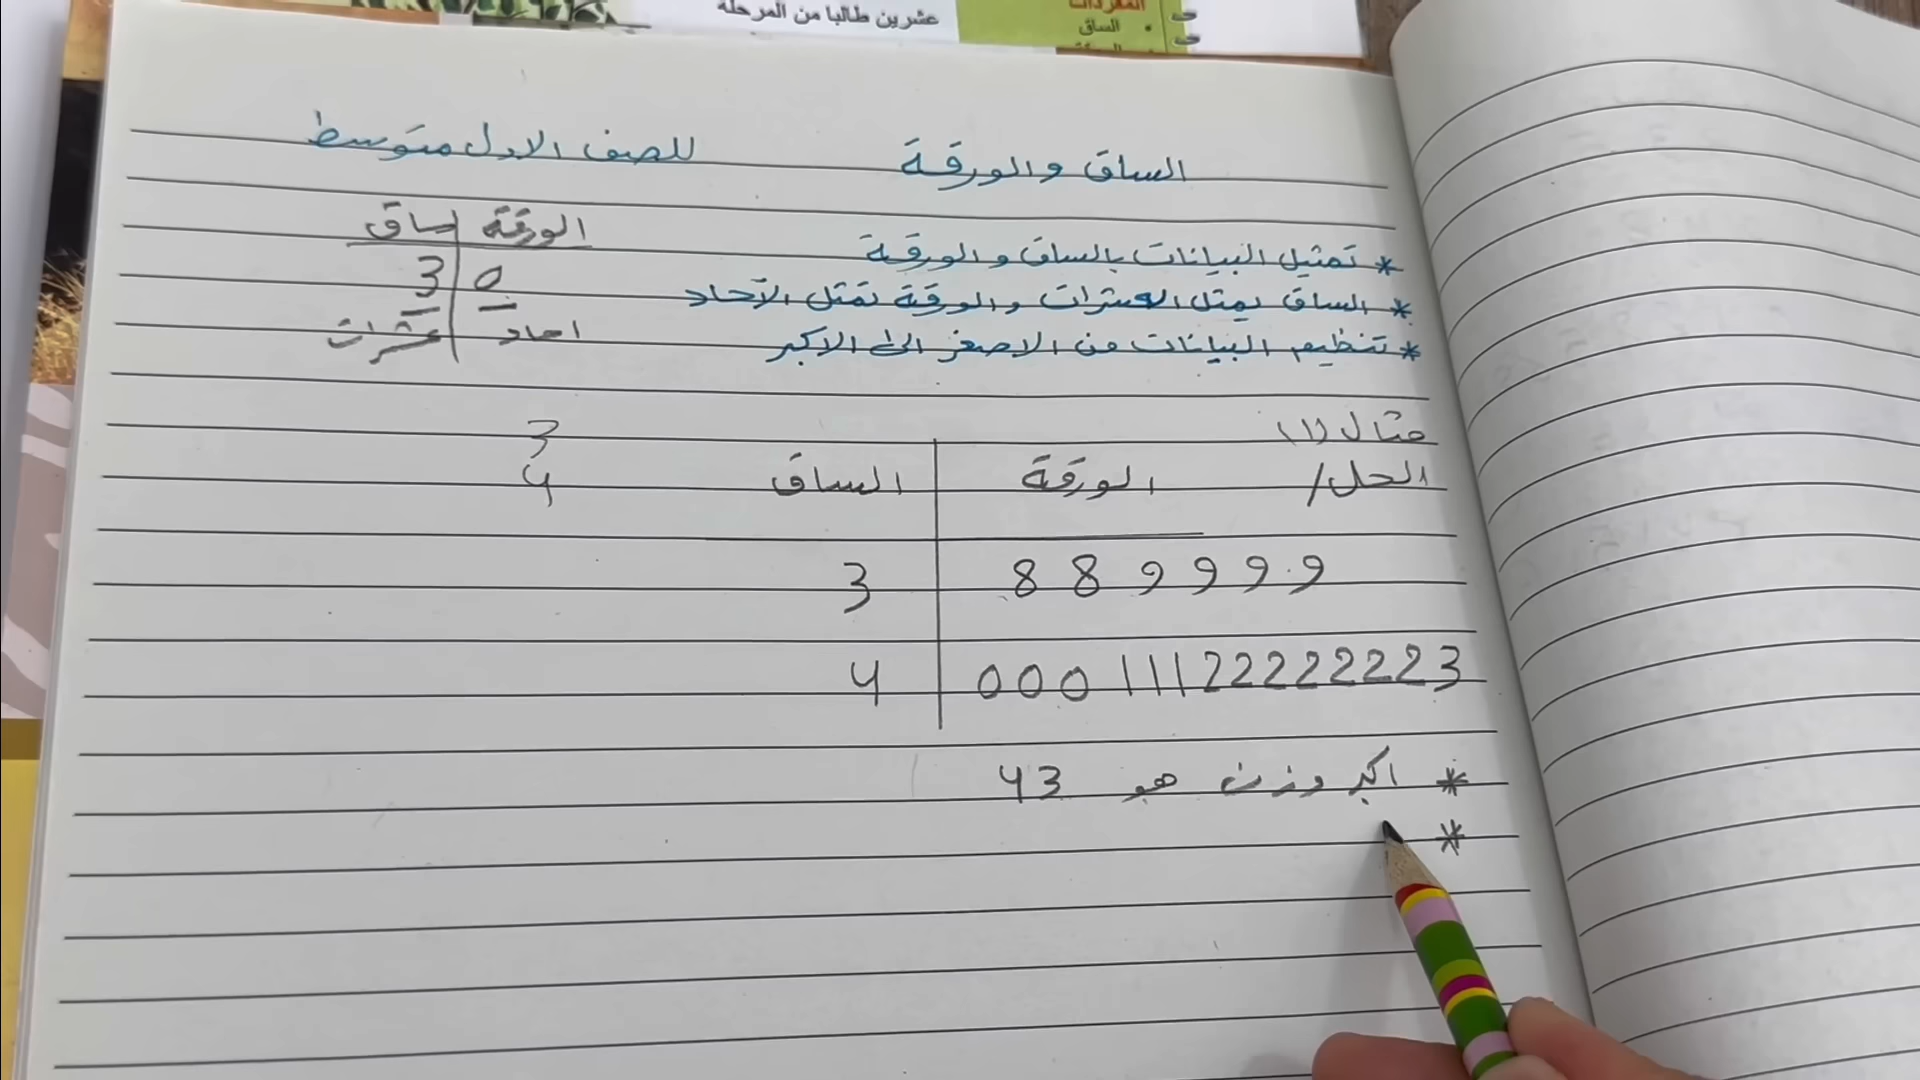 عشرين طالبا من المرحلة
المفردات
• الساق
الساق والورقة
للصف الاول متوسط
* تمثيل البيانات بالساق والورقة
* الساق يمثل العشرات والورقة تمثل الآحاد
* تنظيم البيانات من الاصغر الى الاكبر
الورقة | ساق
3 | 0
احاد | عشرات
مثال (1)
3
4
الحل/
الساق | الورقة
3 | 8 8 9 9 9 9
4 | 0 0 0 1 1 1 2 2 2 2 2 2 2 3
* اكبر وزن هو 43
*